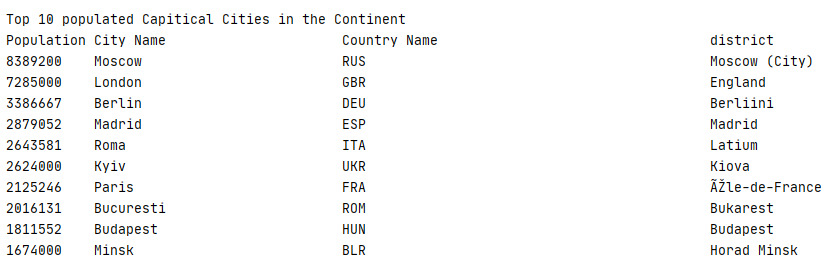 Top 10 populated Capitical Cities in the Continent
Population City Name Country Name district
8389200 Moscow RUS Moscow (City)
7285000 London GBR England
3386667 Berlin DEU Berliini
2879052 Madrid ESP Madrid
2643581 Roma ITA Latium
2624000 Kyiv UKR Kiova
2125246 Paris FRA ÃŽle-de-France
2016131 Bucuresti ROM Bukarest
1811552 Budapest HUN Budapest
1674000 Minsk BLR Horad Minsk